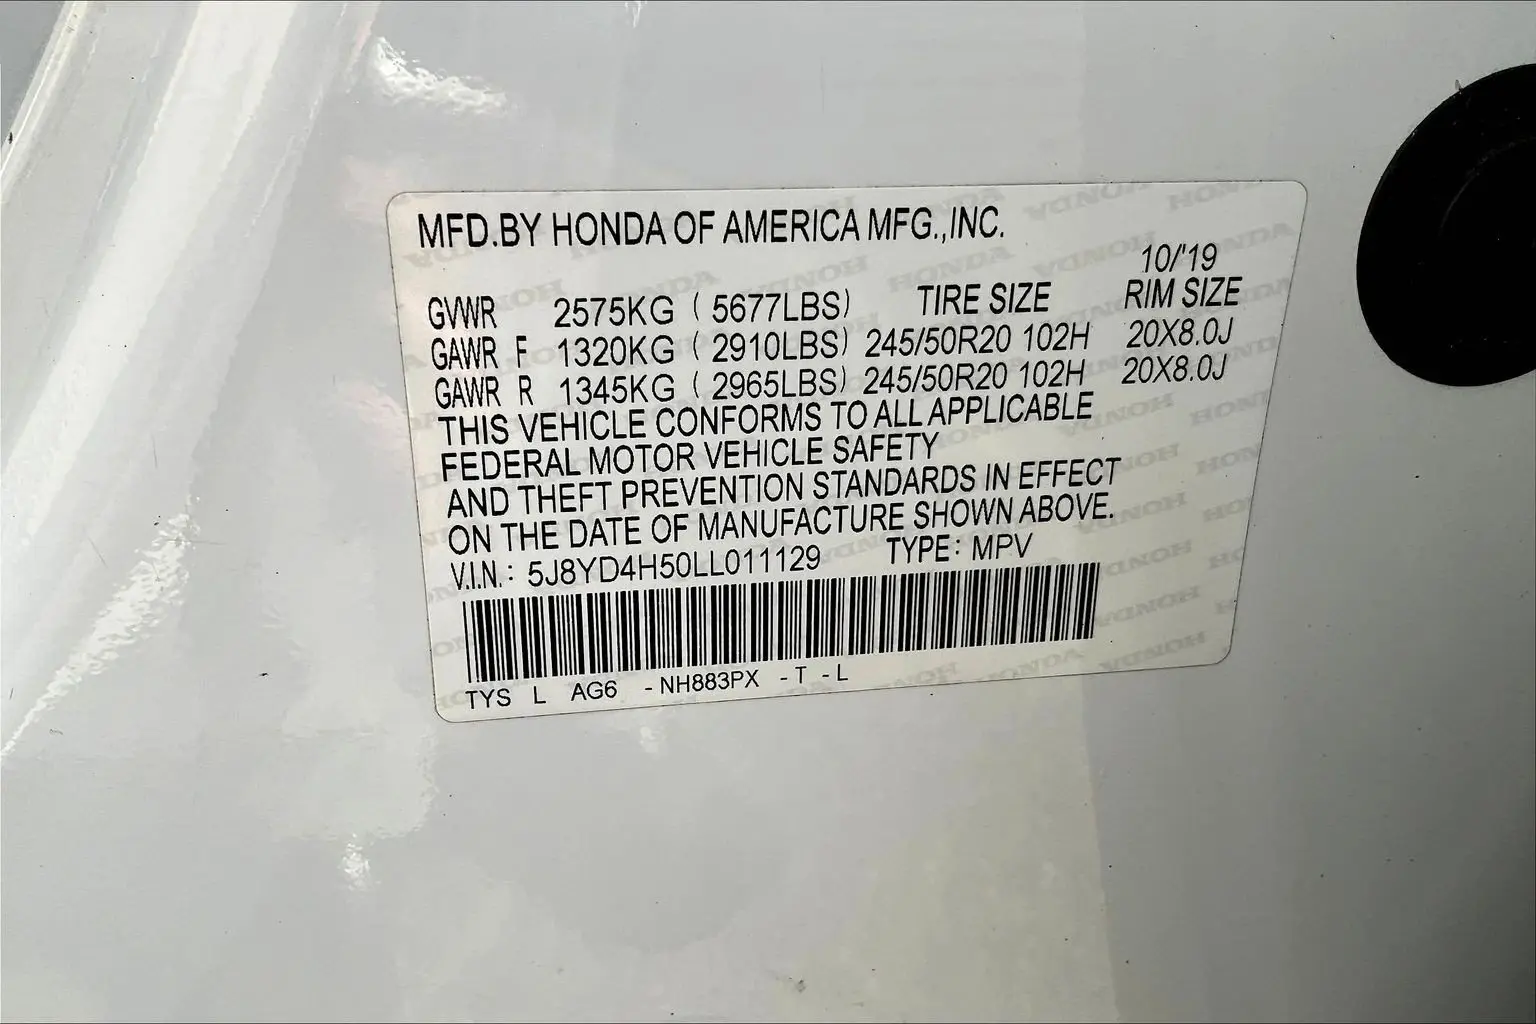 MFD.BY HONDA OF AMERICA MFG.,INC.
10/'19
GVWR 2575KG ( 5677LBS) TIRE SIZE RIM SIZE
GAWR F 1320KG ( 2910LBS) 245/50R20 102H 20X8.0J
GAWR R 1345KG ( 2965LBS) 245/50R20 102H 20X8.0J
THIS VEHICLE CONFORMS TO ALL APPLICABLE
FEDERAL MOTOR VEHICLE SAFETY
AND THEFT PREVENTION STANDARDS IN EFFECT
ON THE DATE OF MANUFACTURE SHOWN ABOVE.
V.I.N.: 5J8YD4H50LL011129 TYPE: MPV
TYS L AG6 -NH883PX -T -L